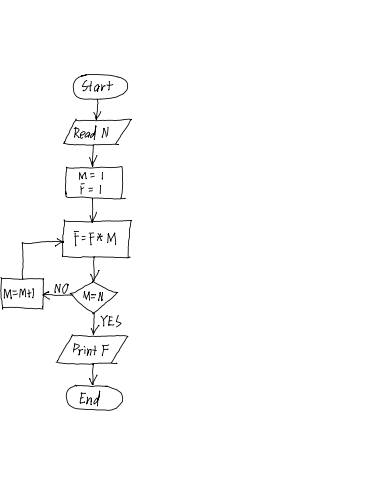 Start
Read N
M = 1
F = 1
F=F*M
M=M+1
NO
M=N
YES
Print F
End